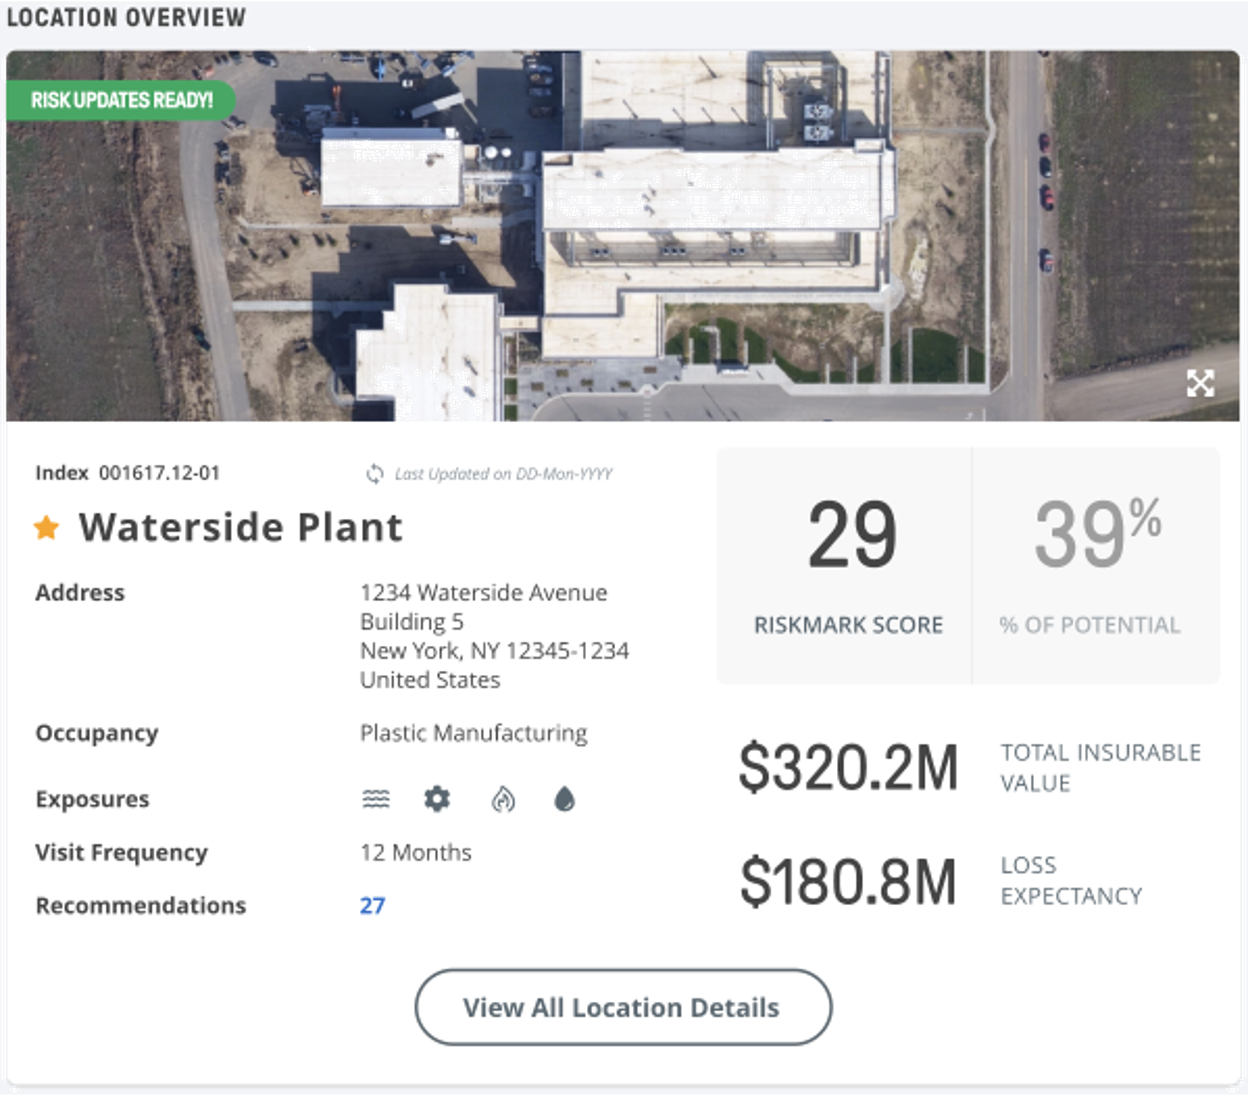 LOCATION OVERVIEW
RISK UPDATES READY!
Index 001617.12-01
Last Updated on DD-Mon-YYYY
Waterside Plant
Address
1234 Waterside Avenue
Building 5
New York, NY 12345-1234
United States
Occupancy
Plastic Manufacturing
Exposures
Visit Frequency
12 Months
Recommendations
27
29
RISKMARK SCORE
39%
% OF POTENTIAL
$320.2M
TOTAL INSURABLE
VALUE
$180.8M
LOSS
EXPECTANCY
View All Location Details